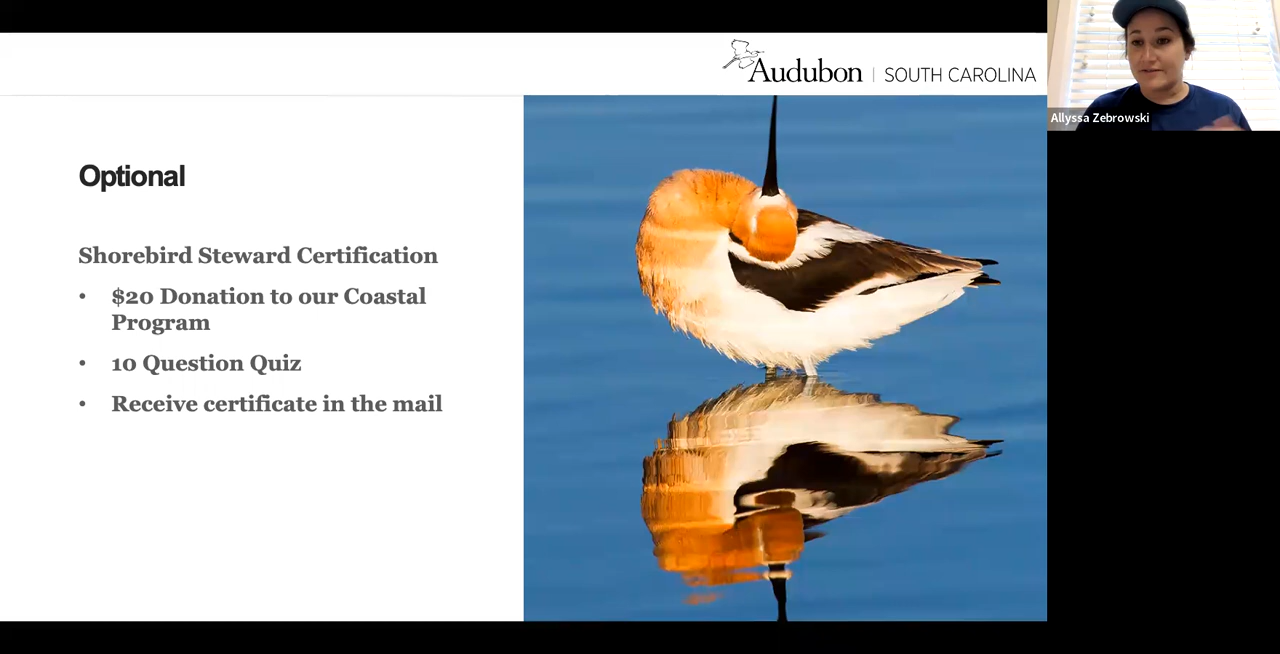 Audubon | SOUTH CAROLINA
Allyssa Zebrowski
Optional
Shorebird Steward Certification
• $20 Donation to our Coastal
Program
• 10 Question Quiz
• Receive certificate in the mail